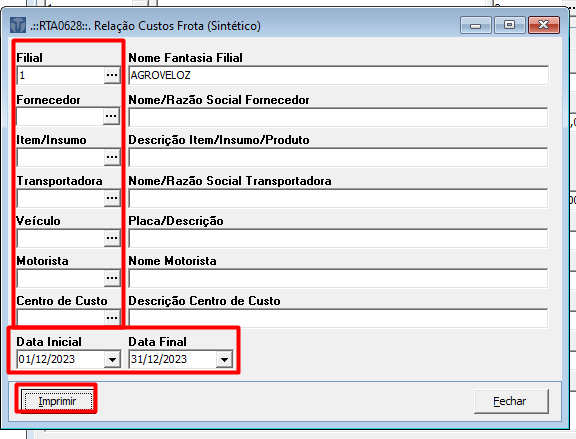 .::RTA0628::. Relação Custos Frota (Sintético)
Filial Nome Fantasia Filial
1 ... AGROVELOZ
Fornecedor Nome/Razão Social Fornecedor
...
Item/Insumo Descrição Item/Insumo/Produto
...
Transportadora Nome/Razão Social Transportadora
...
Veículo Placa/Descrição
...
Motorista Nome Motorista
...
Centro de Custo Descrição Centro de Custo
...
Data Inicial Data Final
01/12/2023 31/12/2023
Imprimir Fechar